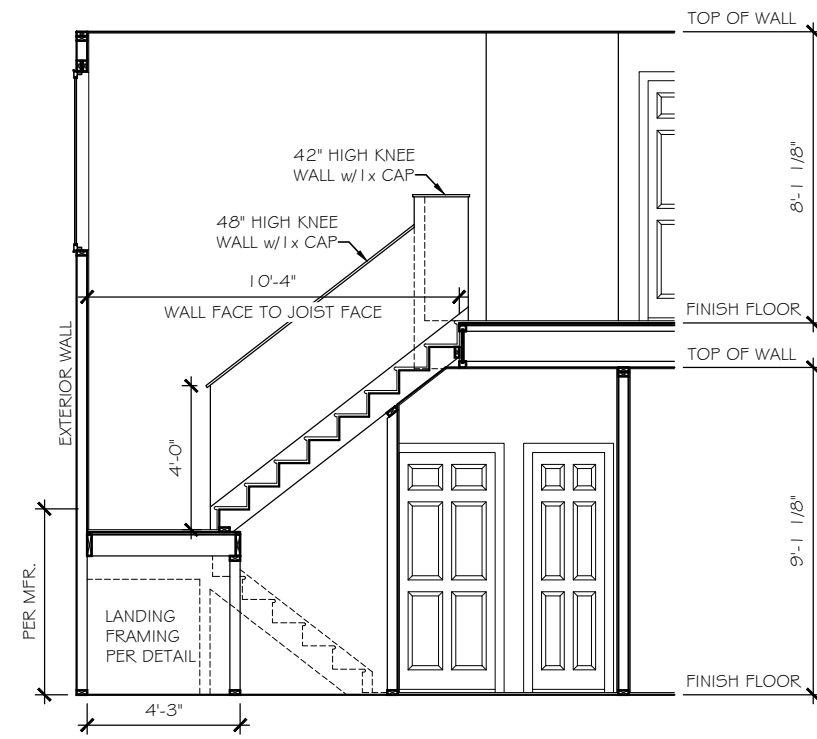 TOP OF WALL
42" HIGH KNEE
WALL w/1x CAP
8'-1 1/8"
48" HIGH KNEE
WALL w/1x CAP
10'-4"
WALL FACE TO JOIST FACE
FINISH FLOOR
TOP OF WALL
EXTERIOR WALL
4'-0"
9'-1 1/8"
PER MFR.
LANDING
FRAMING
PER DETAIL
FINISH FLOOR
4'-3"